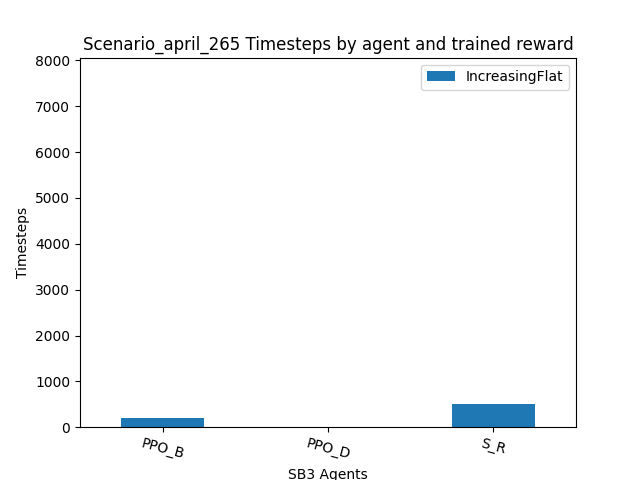 Scenario_april_265 Timesteps by agent and trained reward
IncreasingFlat
8000
7000
6000
5000
4000
3000
2000
1000
0
Timesteps
PPO_B
PPO_D
S_R
SB3 Agents